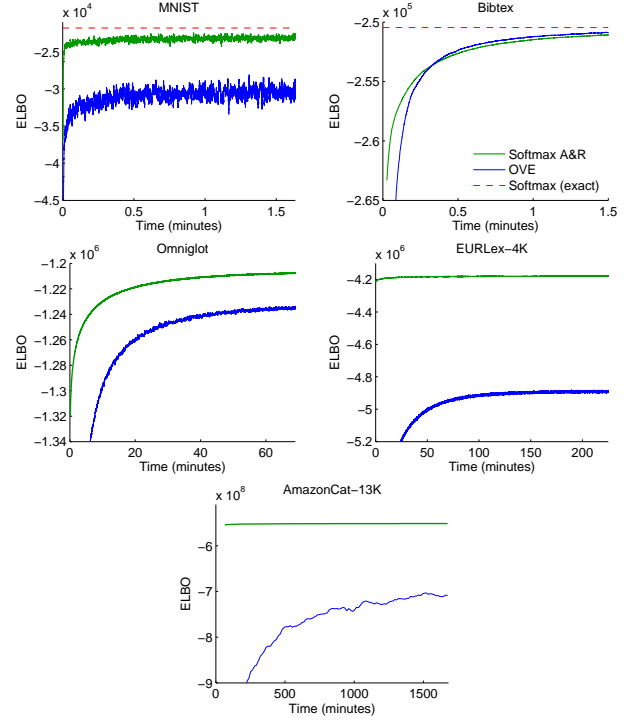 MNIST
x 10^4
−2.5
−3
−3.5
−4
−4.5
ELBO
0 0.5 1 1.5
Time (minutes)
Bibtex
x 10^5
−2.5
−2.55
−2.6
−2.65
ELBO
0 0.5 1 1.5
Time (minutes)
Softmax A&R
OVE
Softmax (exact)
Omniglot
x 10^6
−1.2
−1.22
−1.24
−1.26
−1.28
−1.3
−1.32
−1.34
ELBO
0 20 40 60
Time (minutes)
EURLex−4K
x 10^6
−4.2
−4.4
−4.6
−4.8
−5
−5.2
ELBO
0 50 100 150 200
Time (minutes)
AmazonCat−13K
x 10^8
−6
−7
−8
−9
ELBO
0 500 1000 1500
Time (minutes)